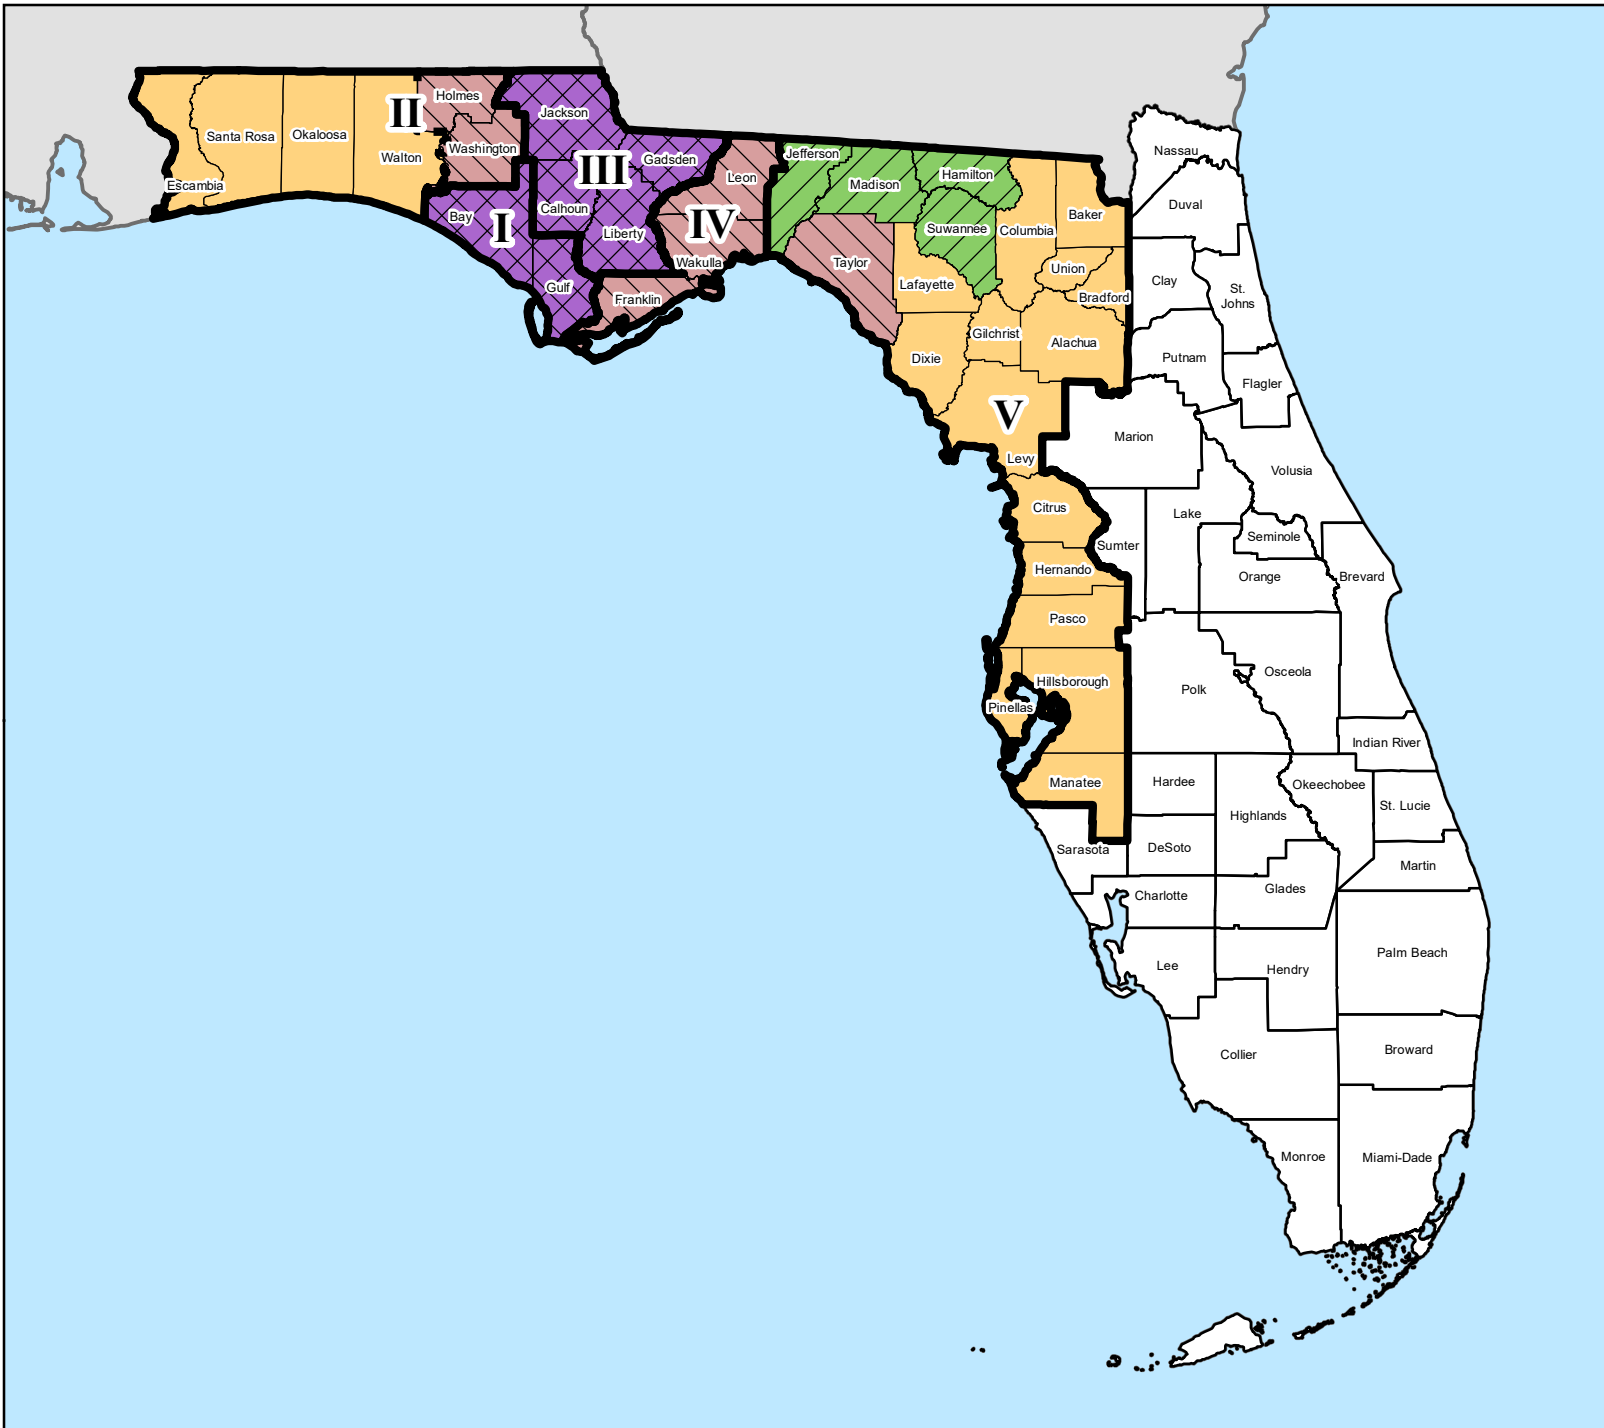 Holmes
II
Jackson
Santa Rosa
Okaloosa
Walton
Washington
Escambia
III
Gadsden
Calhoun
Liberty
Bay
I
Gulf
Leon
IV
Wakulla
Franklin
Jefferson
Madison
Hamilton
Suwannee
Taylor
Lafayette
Columbia
Baker
Union
Bradford
Gilchrist
Alachua
Dixie
V
Levy
Nassau
Duval
Clay
St.
Johns
Putnam
Flagler
Marion
Volusia
Citrus
Sumter
Lake
Seminole
Orange
Brevard
Hernando
Pasco
Hillsborough
Pinellas
Polk
Osceola
Indian River
Manatee
Hardee
Highlands
Okeechobee
St. Lucie
Sarasota
DeSoto
Martin
Charlotte
Glades
Lee
Hendry
Palm Beach
Collier
Broward
Monroe
Miami-Dade